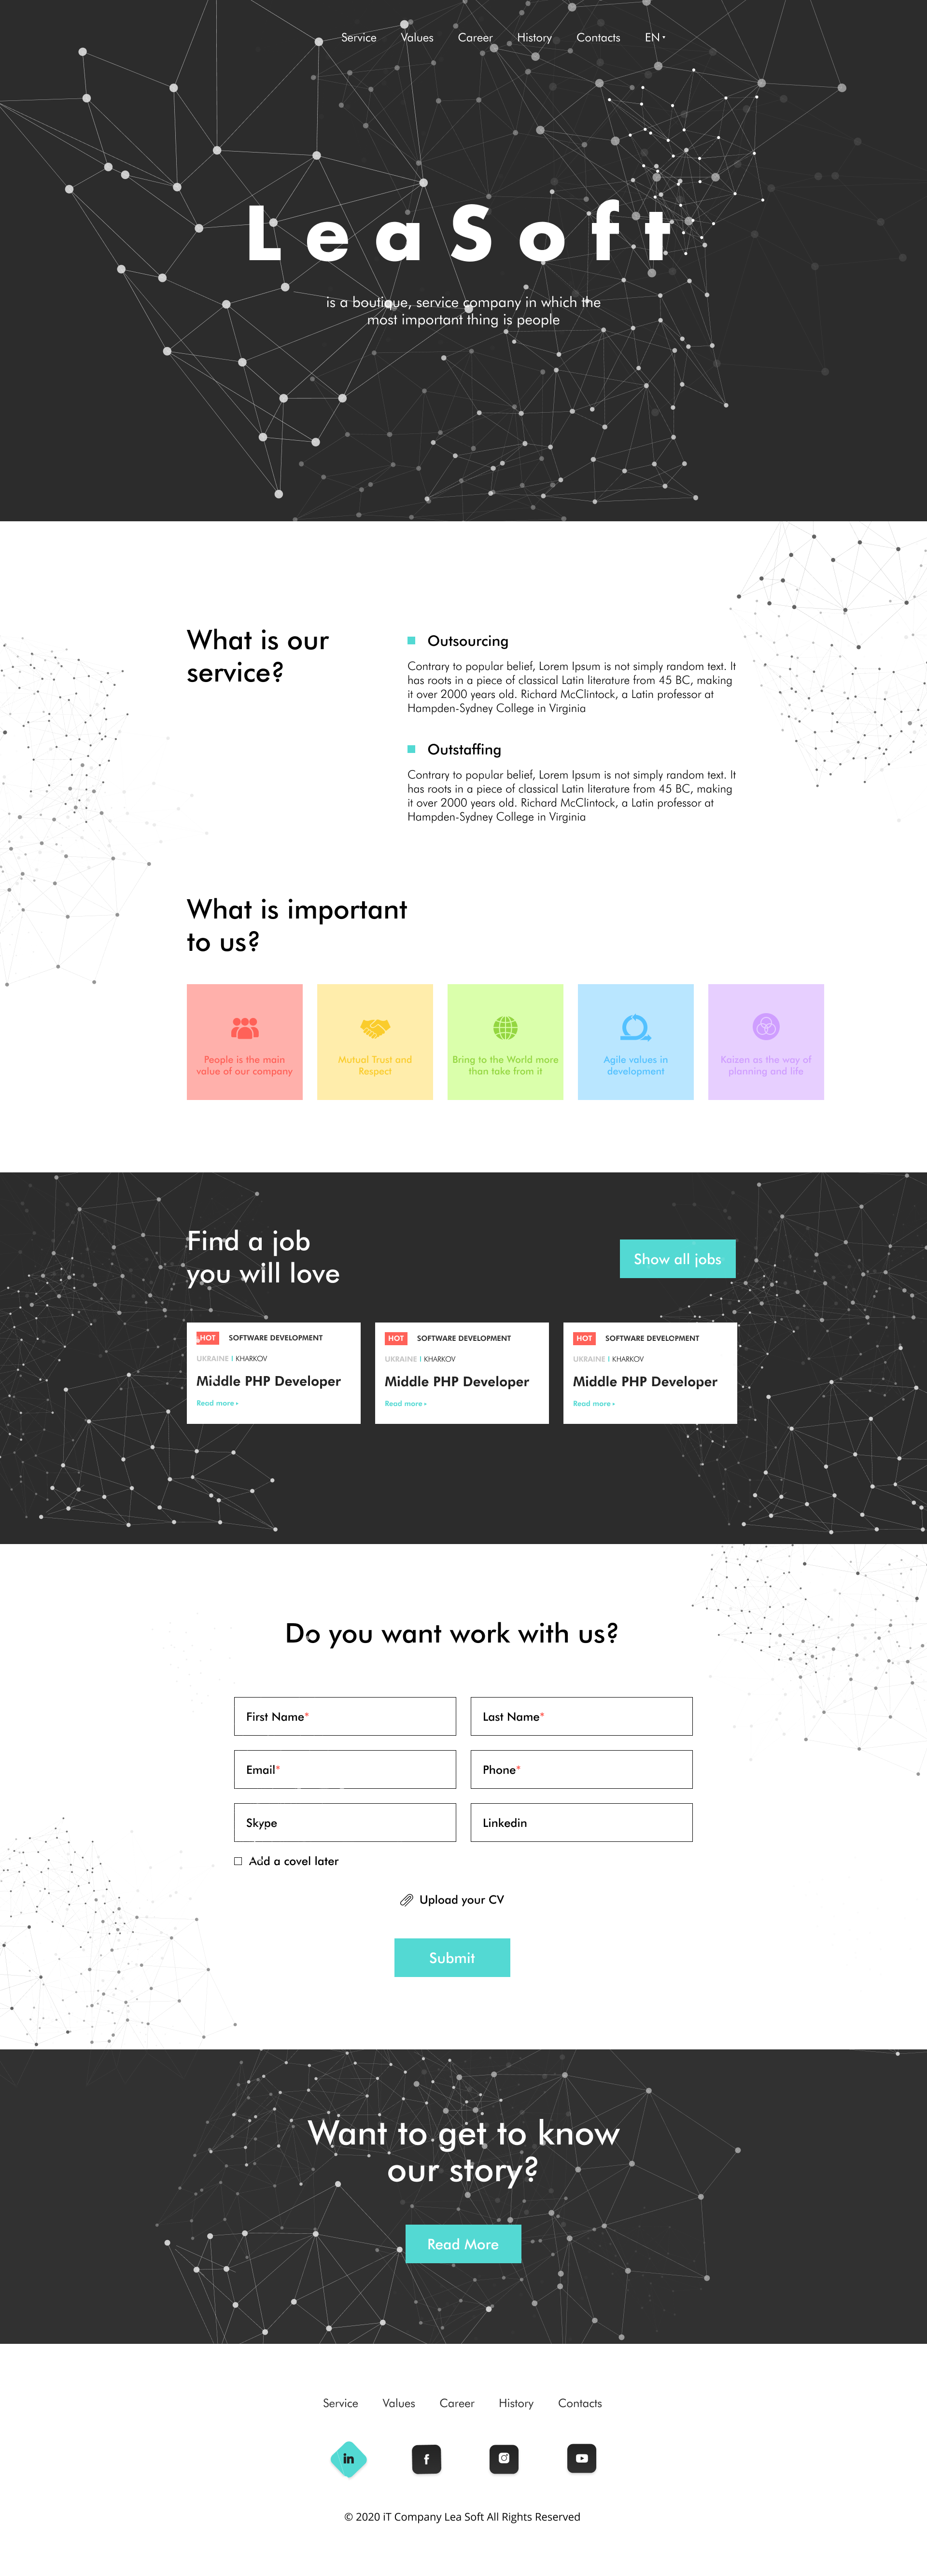 Service Values Career History Contacts EN
LeaSoft
is a boutique, service company in which the
most important thing is people
What is our
service?
Outsourcing
Contrary to popular belief, Lorem Ipsum is not simply random text. It
has roots in a piece of classical Latin literature from 45 BC, making
it over 2000 years old. Richard McClintock, a Latin professor at
Hampden-Sydney College in Virginia
Outstaffing
Contrary to popular belief, Lorem Ipsum is not simply random text. It
has roots in a piece of classical Latin literature from 45 BC, making
it over 2000 years old. Richard McClintock, a Latin professor at
Hampden-Sydney College in Virginia
What is important
to us?
People is the main
value of our company
Mutual Trust and
Respect
Bring to the World more
than take from it
Agile values in
development
Kaizen as the way of
planning and life
Find a job
you will love
Show all jobs
HOT SOFTWARE DEVELOPMENT
UKRAINE | KHARKOV
Middle PHP Developer
Read more
HOT SOFTWARE DEVELOPMENT
UKRAINE | KHARKOV
Middle PHP Developer
Read more
HOT SOFTWARE DEVELOPMENT
UKRAINE | KHARKOV
Middle PHP Developer
Read more
Do you want work with us?
First Name*
Last Name*
Email*
Phone*
Skype
Linkedin
Add a covel later
Upload your CV
Submit
Want to get to know
our story?
Read More
Service Values Career History Contacts
in f
© 2020 iT Company Lea Soft All Rights Reserved